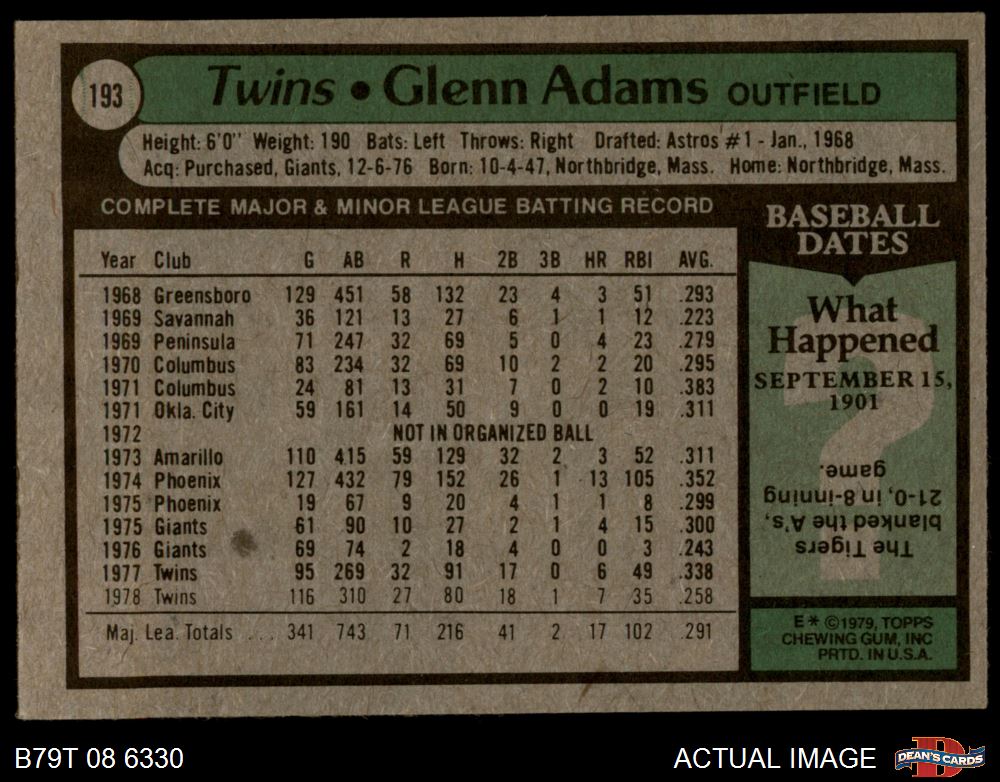 193 Twins • Glenn Adams OUTFIELD
Height: 6'0" Weight: 190 Bats: Left Throws: Right Drafted: Astros #1 - Jan., 1968
Acq: Purchased, Giants, 12-6-76 Born: 10-4-47, Northbridge, Mass. Home: Northbridge, Mass.
COMPLETE MAJOR & MINOR LEAGUE BATTING RECORD
Year Club G AB R H 2B 3B HR RBI AVG.
1968 Greensboro 129 451 58 132 23 4 3 51 .293
1969 Savannah 36 121 13 27 6 1 1 12 .223
1969 Peninsula 71 247 32 69 5 0 4 23 .279
1970 Columbus 83 234 32 69 10 2 2 20 .295
1971 Columbus 24 81 13 31 7 0 2 10 .383
1971 Okla. City 59 161 14 50 9 0 0 19 .311
1972 NOT IN ORGANIZED BALL
1973 Amarillo 110 415 59 129 32 2 3 52 .311
1974 Phoenix 127 432 79 152 26 1 13 105 .352
1975 Phoenix 19 67 9 20 4 1 1 8 .299
1975 Giants 61 90 10 27 2 1 4 15 .300
1976 Giants 69 74 2 18 4 0 0 3 .243
1977 Twins 95 269 32 91 17 0 6 49 .338
1978 Twins 116 310 27 80 18 1 7 35 .258
Maj. Lea. Totals ... 341 743 71 216 41 2 17 102 .291
BASEBALL
DATES
What
Happened
SEPTEMBER 15,
1901
?
The Tigers
blanked the A's,
21-0, in 8-inning
game.
E* ©1979, TOPPS
CHEWING GUM, INC
PRTD. IN U.S.A.
B79T 08 6330
ACTUAL IMAGE
D
DEAN'S CARDS